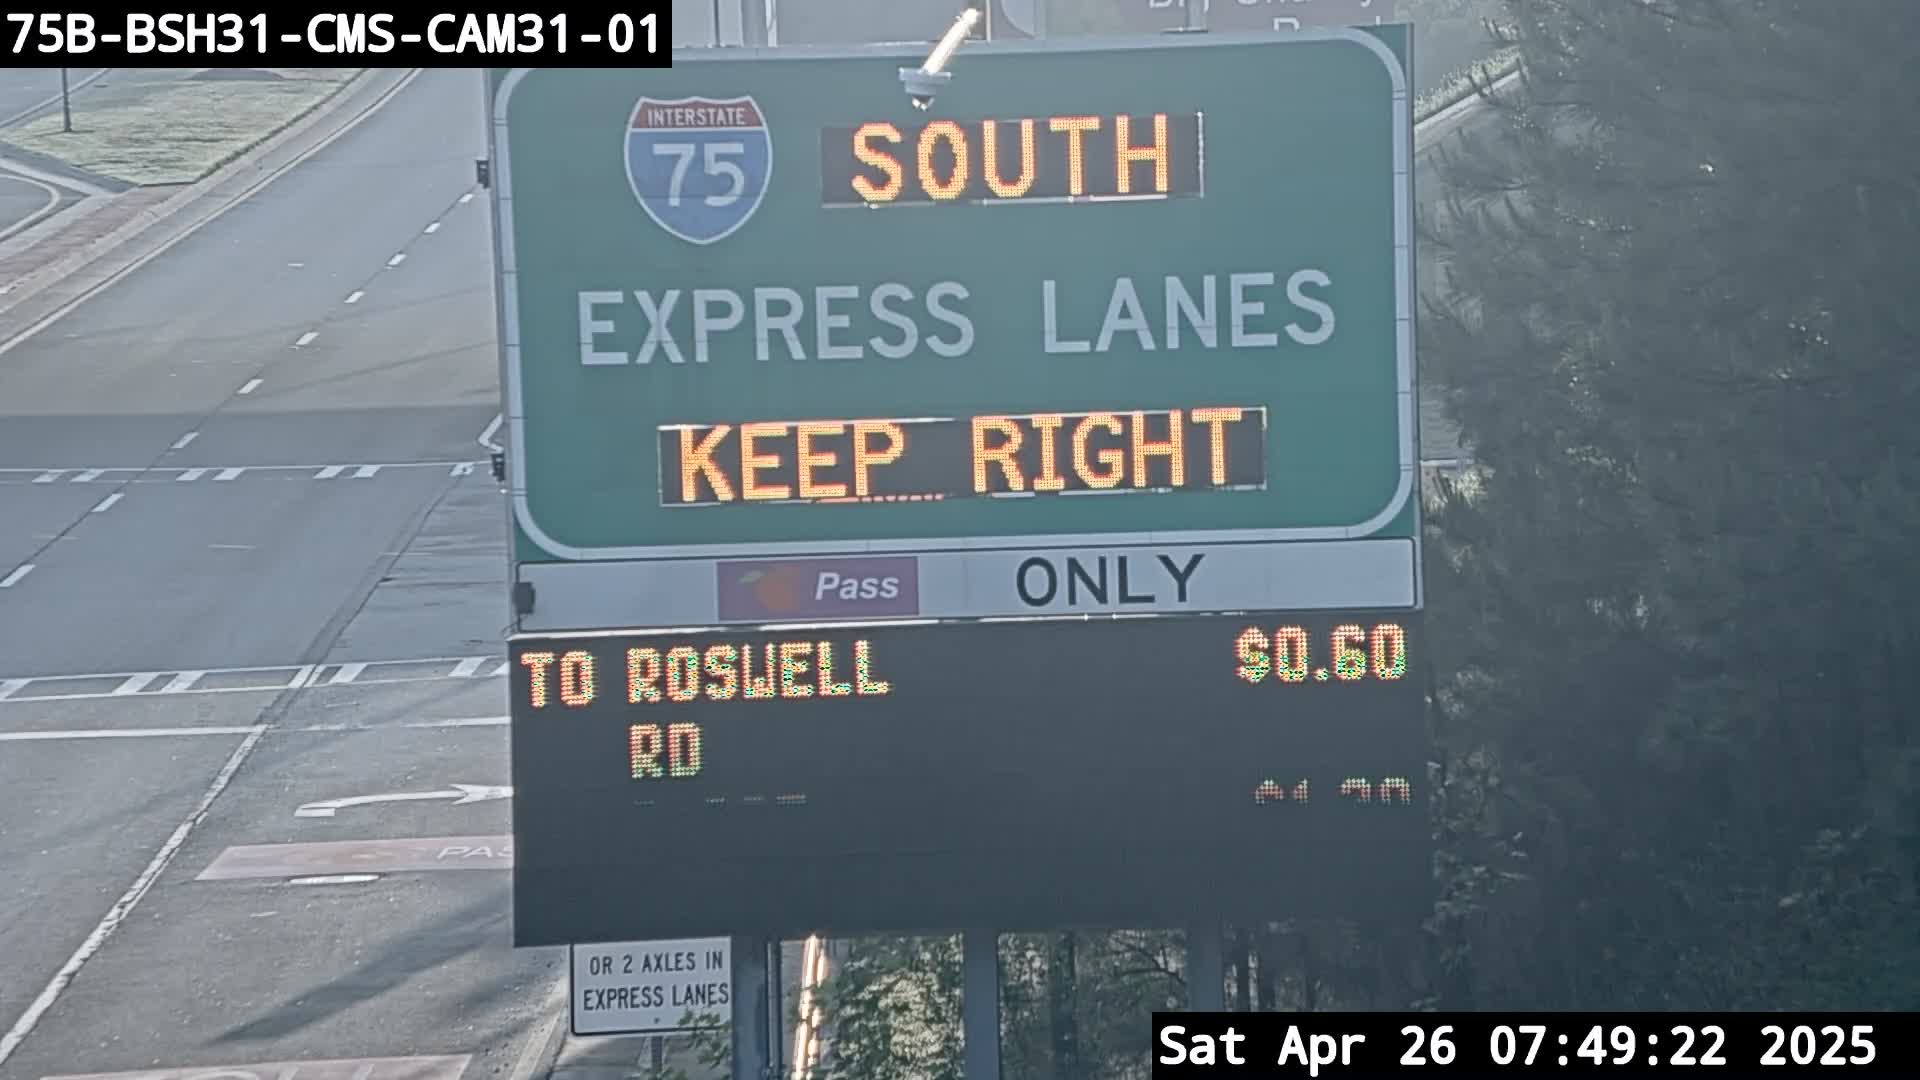 75B-BSH31-CMS-CAM31-01
INTERSTATE
75
SOUTH
EXPRESS LANES
KEEP RIGHT
Pass ONLY
TO ROSWELL $0.60
RD
OR 2 AXLES IN
EXPRESS LANES
Sat Apr 26 07:49:22 2025